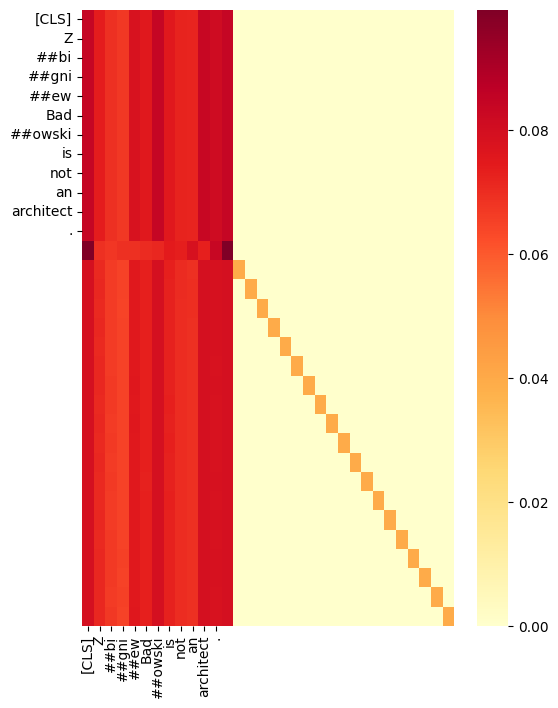 [CLS]
Z
##bi
##gni
##ew
Bad
##owski
is
not
an
architect
.
0.08
0.06
0.04
0.02
0.00
[CLS]
Z
##bi
##gni
##ew
Bad
##owski
is
not
an
architect
.